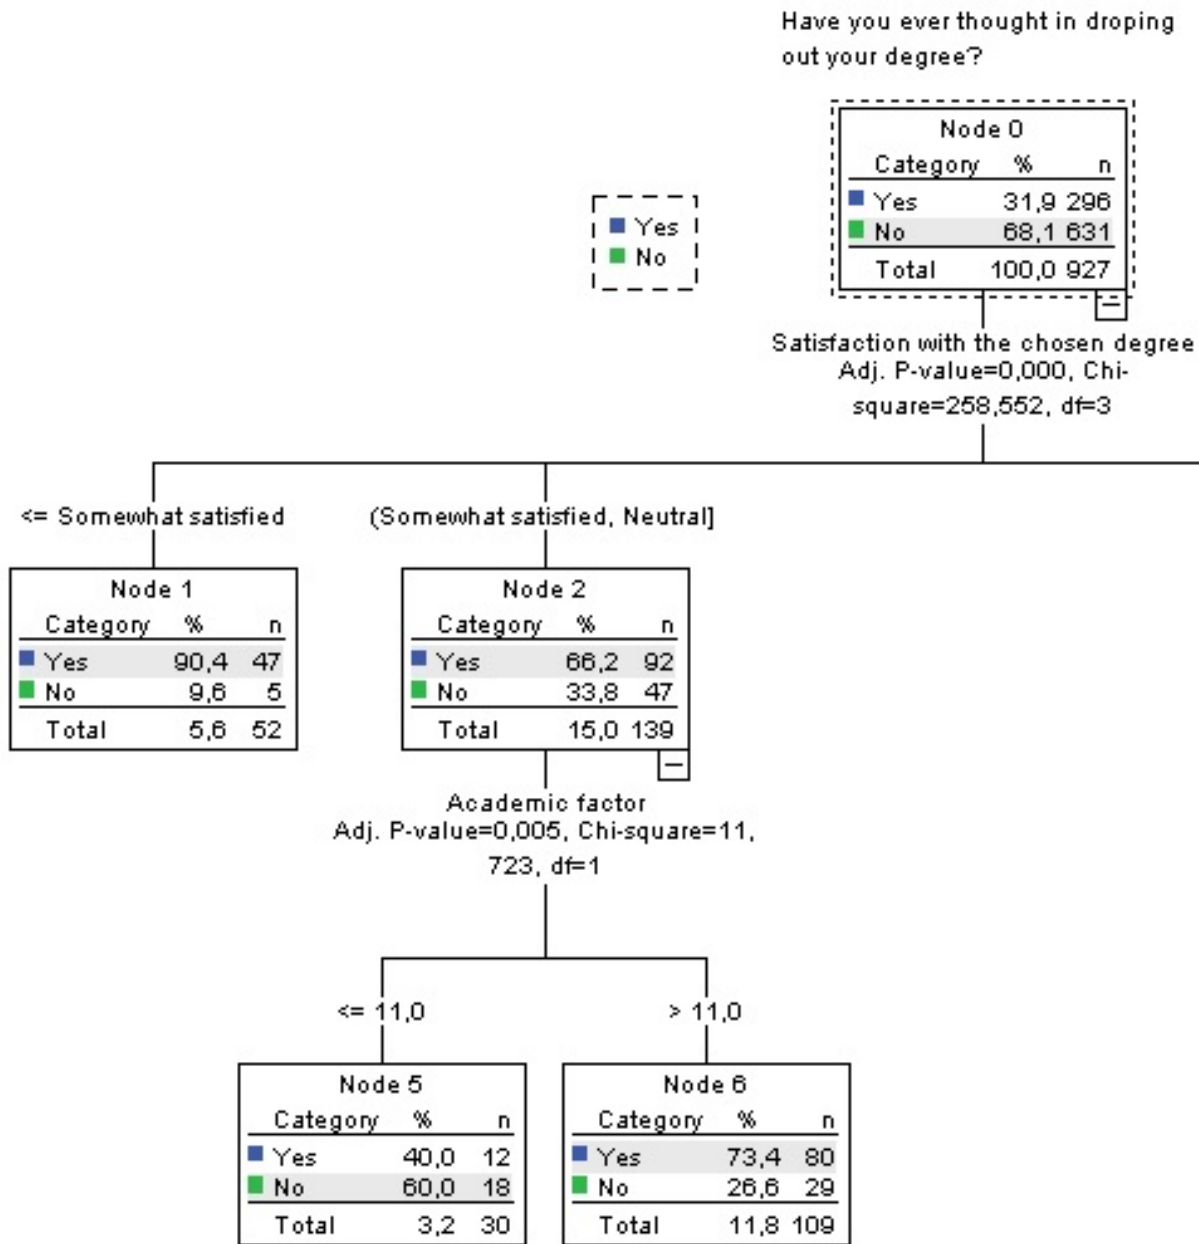 Have you ever thought in droping
out your degree?
Node 0
Category % n
Yes 31,9 296
No 68,1 631
Total 100,0 927
Yes
No
Satisfaction with the chosen degree
Adj. P-value=0,000, Chi-
square=258,552, df=3
<= Somewhat satisfied
(Somewhat satisfied, Neutral]
Node 1
Category % n
Yes 90,4 47
No 9,6 5
Total 5,6 52
Node 2
Category % n
Yes 66,2 92
No 33,8 47
Total 15,0 139
Academic factor
Adj. P-value=0,005, Chi-square=11,
723, df=1
<= 11,0
> 11,0
Node 5
Category % n
Yes 40,0 12
No 60,0 18
Total 3,2 30
Node 6
Category % n
Yes 73,4 80
No 26,6 29
Total 11,8 109